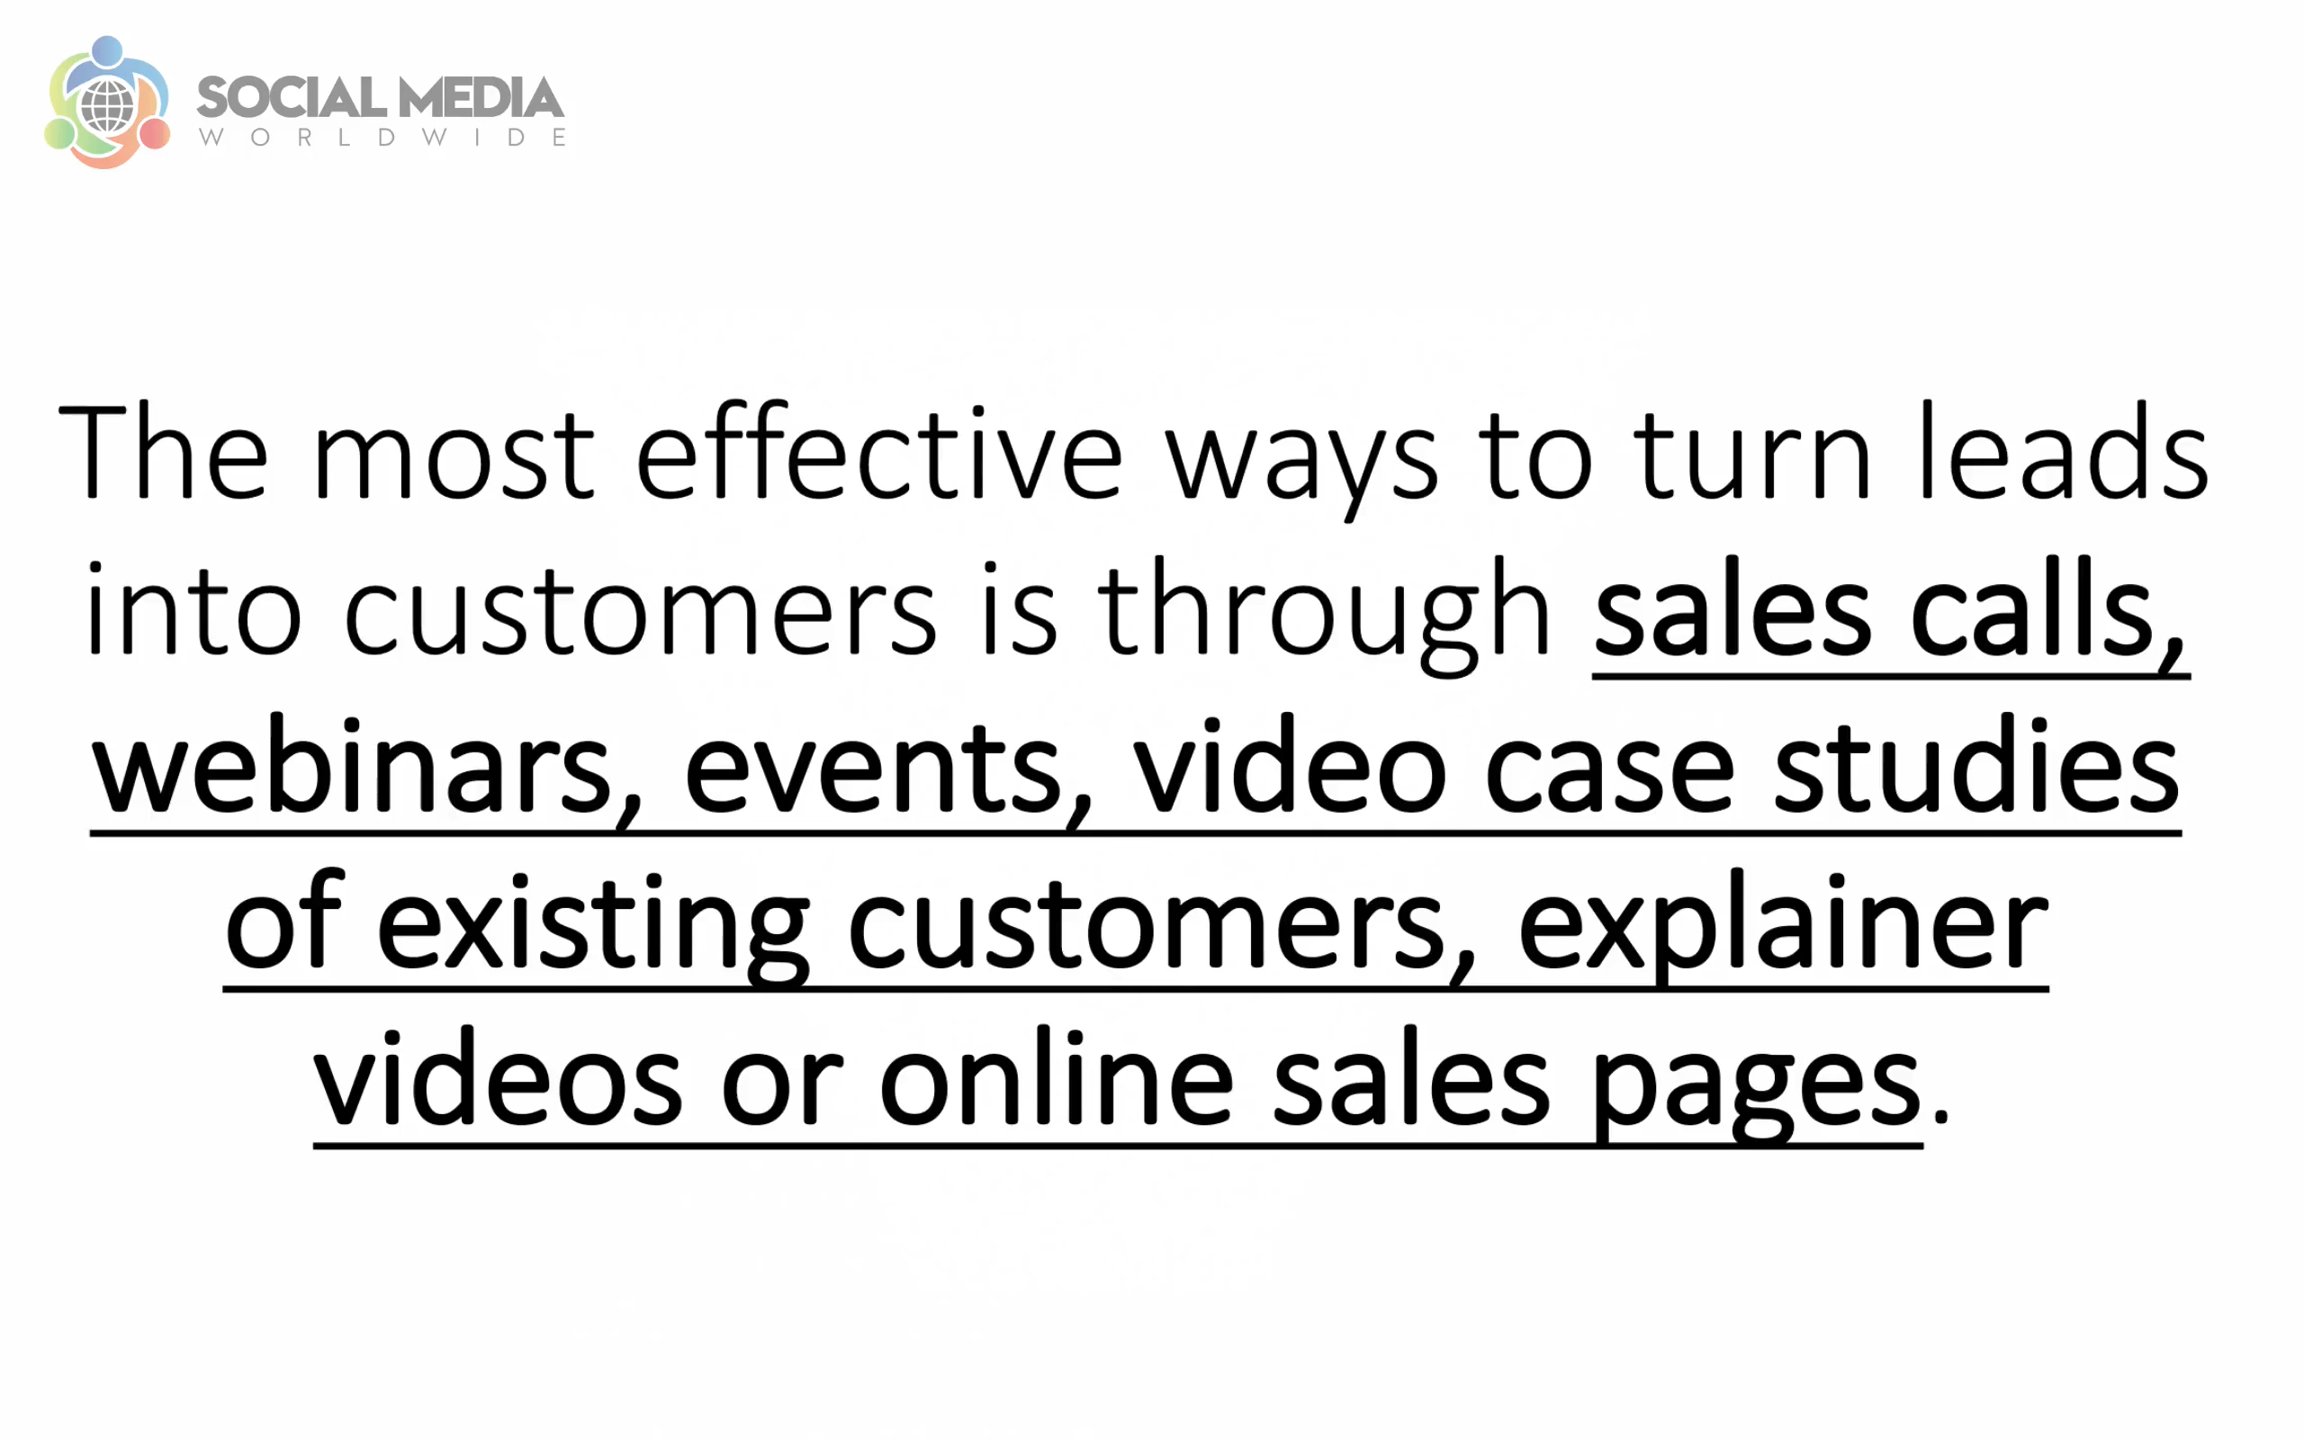 SOCIAL MEDIA
WORLDWIDE
The most effective ways to turn leads
into customers is through sales calls,
webinars, events, video case studies
of existing customers, explainer
videos or online sales pages.